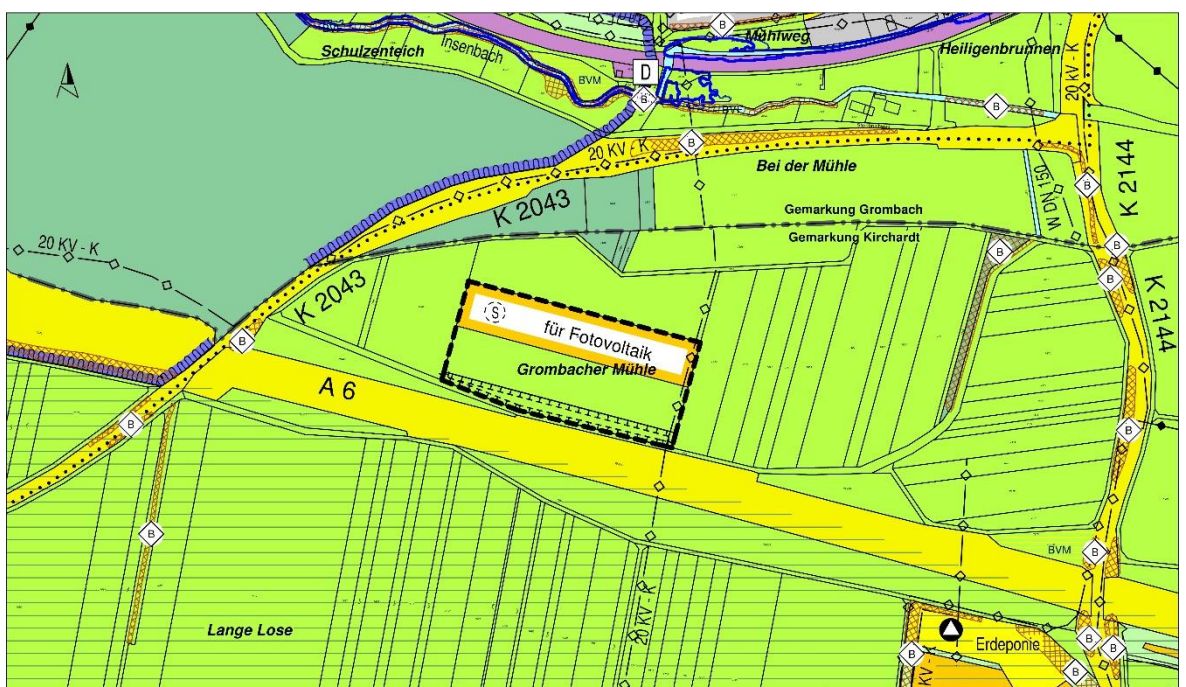 Schulzenteich
Insenbach
Mühlweg
Heiligenbrunnen
B
D
BVM
B
B
20 KV - K
20 KV - K
B
Bei der Mühle
K 2043
W DN 150
B
K 2144
Gemarkung Grombach
Gemarkung Kirchardt
20 KV - K
K 2043
B
B
B
K 2144
S
für Fotovoltaik
Grombacher Mühle
B
A 6
B
B
B
BVM
B
Lange Lose
20 KV - K
Erdeponie
B
B
B
B
KV